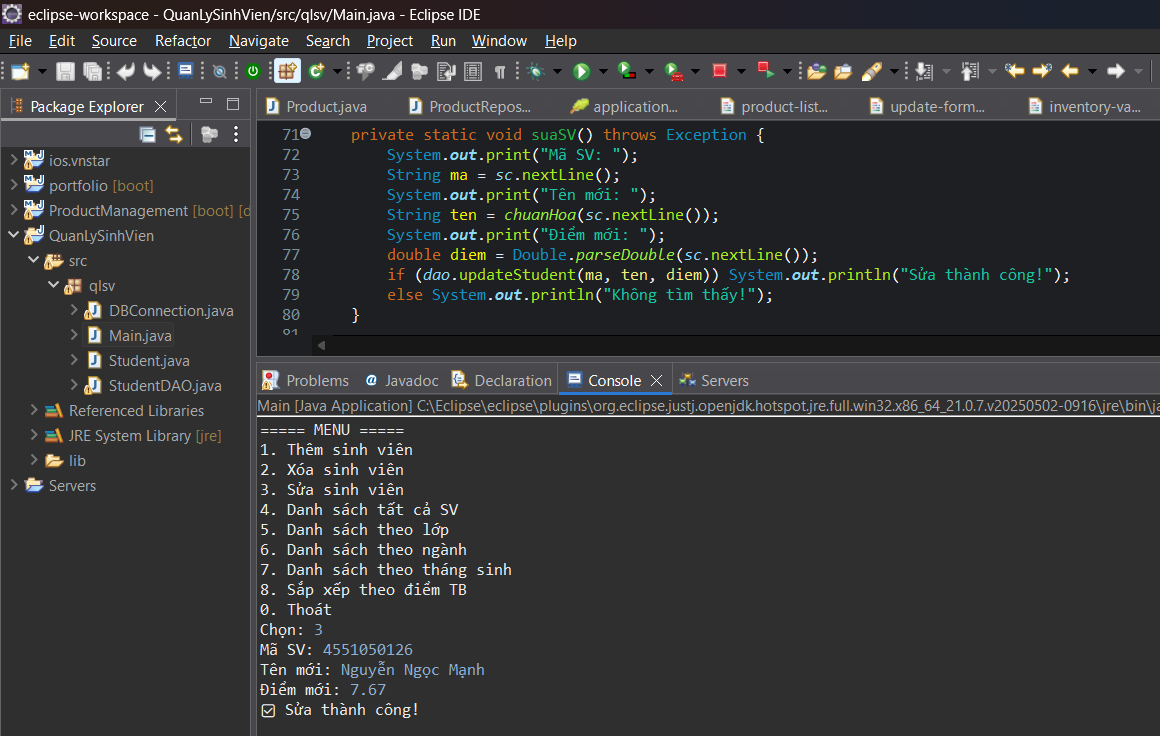 eclipse-workspace - QuanLySinhVien/src/qlsv/Main.java - Eclipse IDE
File Edit Source Refactor Navigate Search Project Run Window Help
Package Explorer
Product.java ProductRepos... application... product-list... update-form... inventory-va...
ios.vnstar
portfolio [boot]
ProductManagement [boot] [d
QuanLySinhVien
src
qlsv
DBConnection.java
Main.java
Student.java
StudentDAO.java
Referenced Libraries
JRE System Library [jre]
lib
Servers
71 private static void suaSV() throws Exception {
72 System.out.print("Mã SV: ");
73 String ma = sc.nextLine();
74 System.out.print("Tên mới: ");
75 String ten = chuanHoa(sc.nextLine());
76 System.out.print("Điểm mới: ");
77 double diem = Double.parseDouble(sc.nextLine());
78 if (dao.updateStudent(ma, ten, diem)) System.out.println("Sửa thành công!");
79 else System.out.println("Không tìm thấy!");
80 }
81
Problems Javadoc Declaration Console Servers
Main [Java Application] C:\Eclipse\eclipse\plugins\org.eclipse.justj.openjdk.hotspot.jre.full.win32.x86_64_21.0.7.v20250502-0916\jre\bin\ja
===== MENU =====
1. Thêm sinh viên
2. Xóa sinh viên
3. Sửa sinh viên
4. Danh sách tất cả SV
5. Danh sách theo lớp
6. Danh sách theo ngành
7. Danh sách theo tháng sinh
8. Sắp xếp theo điểm TB
0. Thoát
Chọn: 3
Mã SV: 4551050126
Tên mới: Nguyễn Ngọc Mạnh
Điểm mới: 7.67
☑ Sửa thành công!